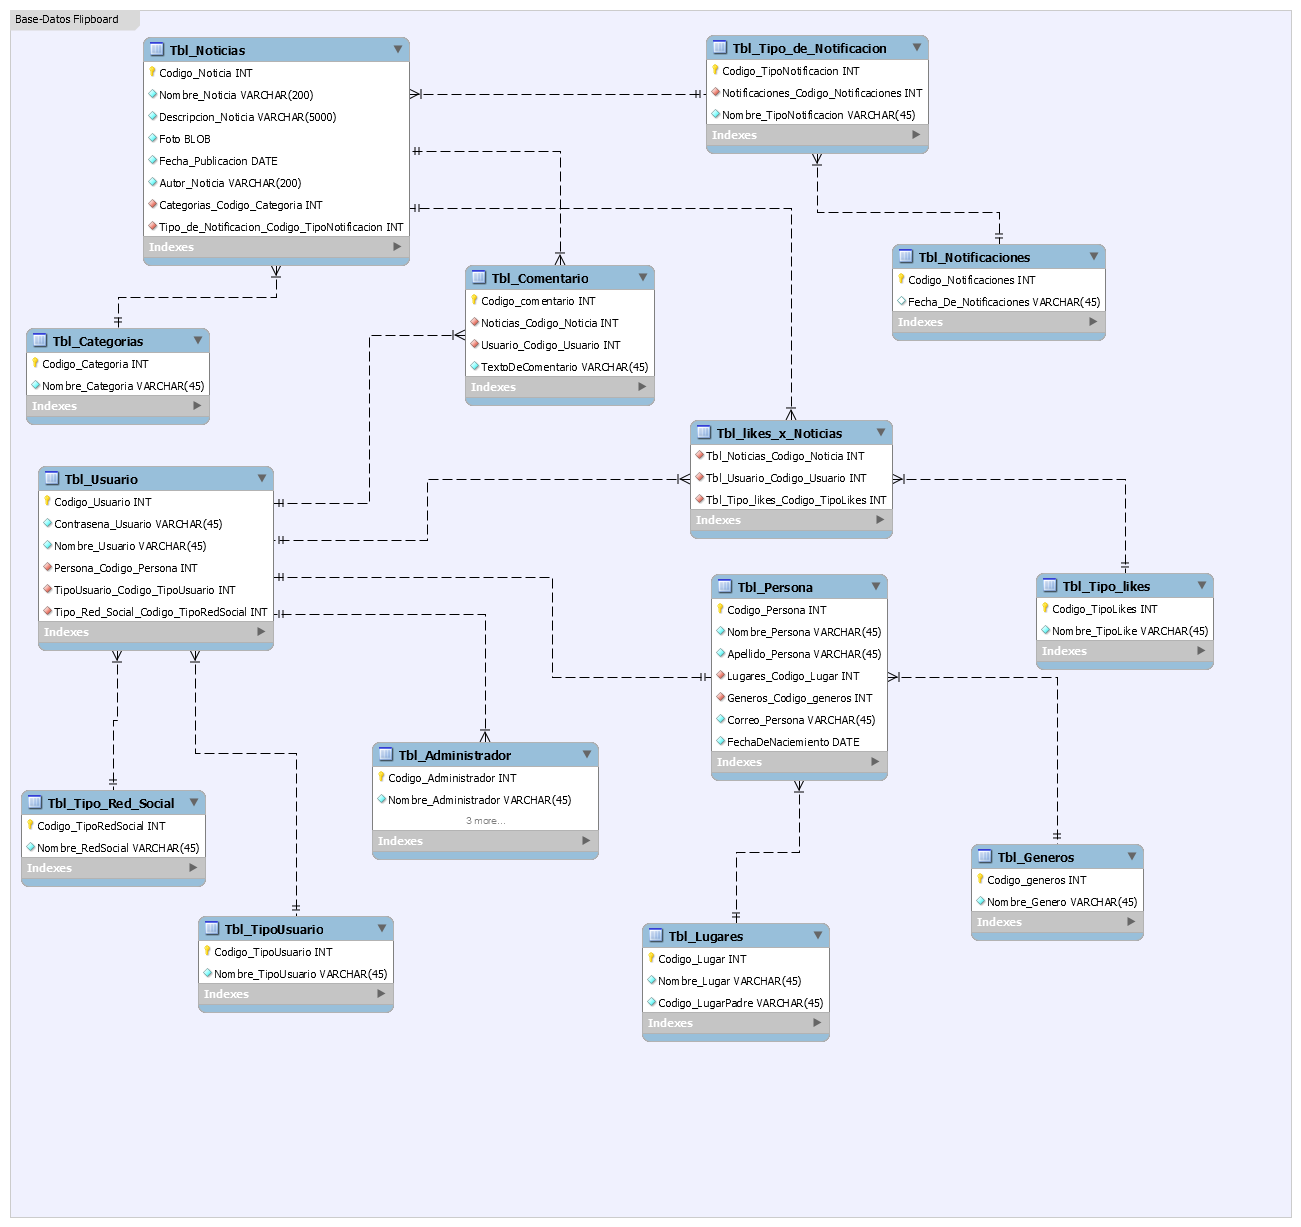 Base-Datos Flipboard
Tbl_Noticias
Codigo_Noticia INT
Nombre_Noticia VARCHAR(200)
Descripcion_Noticia VARCHAR(5000)
Foto BLOB
Fecha_Publicacion DATE
Autor_Noticia VARCHAR(200)
Categorias_Codigo_Categoria INT
Tipo_de_Notificacion_Codigo_TipoNotificacion INT
Indexes
Tbl_Tipo_de_Notificacion
Codigo_TipoNotificacion INT
Notificaciones_Codigo_Notificaciones INT
Nombre_TipoNotificacion VARCHAR(45)
Indexes
Tbl_Notificaciones
Codigo_Notificaciones INT
Fecha_De_Notificaciones VARCHAR(45)
Indexes
Tbl_Comentario
Codigo_comentario INT
Noticias_Codigo_Noticia INT
Usuario_Codigo_Usuario INT
TextoDeComentario VARCHAR(45)
Indexes
Tbl_Categorias
Codigo_Categoria INT
Nombre_Categoria VARCHAR(45)
Indexes
Tbl_likes_x_Noticias
Tbl_Noticias_Codigo_Noticia INT
Tbl_Usuario_Codigo_Usuario INT
Tbl_Tipo_likes_Codigo_TipoLikes INT
Indexes
Tbl_Usuario
Codigo_Usuario INT
Contrasena_Usuario VARCHAR(45)
Nombre_Usuario VARCHAR(45)
Persona_Codigo_Persona INT
TipoUsuario_Codigo_TipoUsuario INT
Tipo_Red_Social_Codigo_TipoRedSocial INT
Indexes
Tbl_Persona
Codigo_Persona INT
Nombre_Persona VARCHAR(45)
Apellido_Persona VARCHAR(45)
Lugares_Codigo_Lugar INT
Generos_Codigo_generos INT
Correo_Persona VARCHAR(45)
FechaDeNaciemiento DATE
Indexes
Tbl_Tipo_likes
Codigo_TipoLikes INT
Nombre_TipoLike VARCHAR(45)
Indexes
Tbl_Administrador
Codigo_Administrador INT
Nombre_Administrador VARCHAR(45)
3 more...
Indexes
Tbl_Tipo_Red_Social
Codigo_TipoRedSocial INT
Nombre_RedSocial VARCHAR(45)
Indexes
Tbl_Generos
Codigo_generos INT
Nombre_Genero VARCHAR(45)
Indexes
Tbl_TipoUsuario
Codigo_TipoUsuario INT
Nombre_TipoUsuario VARCHAR(45)
Indexes
Tbl_Lugares
Codigo_Lugar INT
Nombre_Lugar VARCHAR(45)
Codigo_LugarPadre VARCHAR(45)
Indexes